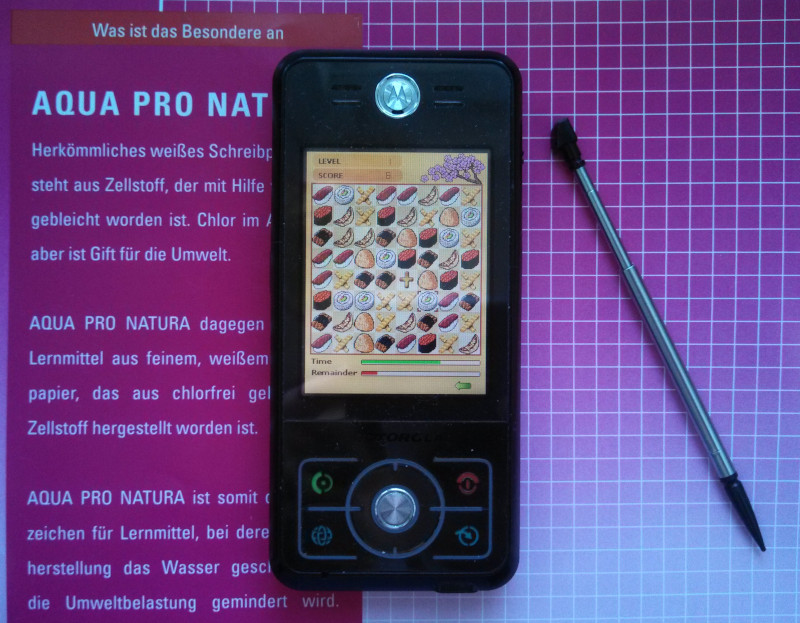 Was ist das Besondere an
AQUA PRO NAT
Herkömmliches weißes Schreibp
steht aus Zellstoff, der mit Hilfe
gebleicht worden ist. Chlor im A
aber ist Gift für die Umwelt.
AQUA PRO NATURA dagegen
Lernmittel aus feinem, weißem
papier, das aus chlorfrei gel
Zellstoff hergestellt worden ist.
AQUA PRO NATURA ist somit
zeichen für Lernmittel, bei dere
herstellung das Wasser gesch
die Umweltbelastung gemindert wird.
LEVEL 1
SCORE 6
Time
Remainder